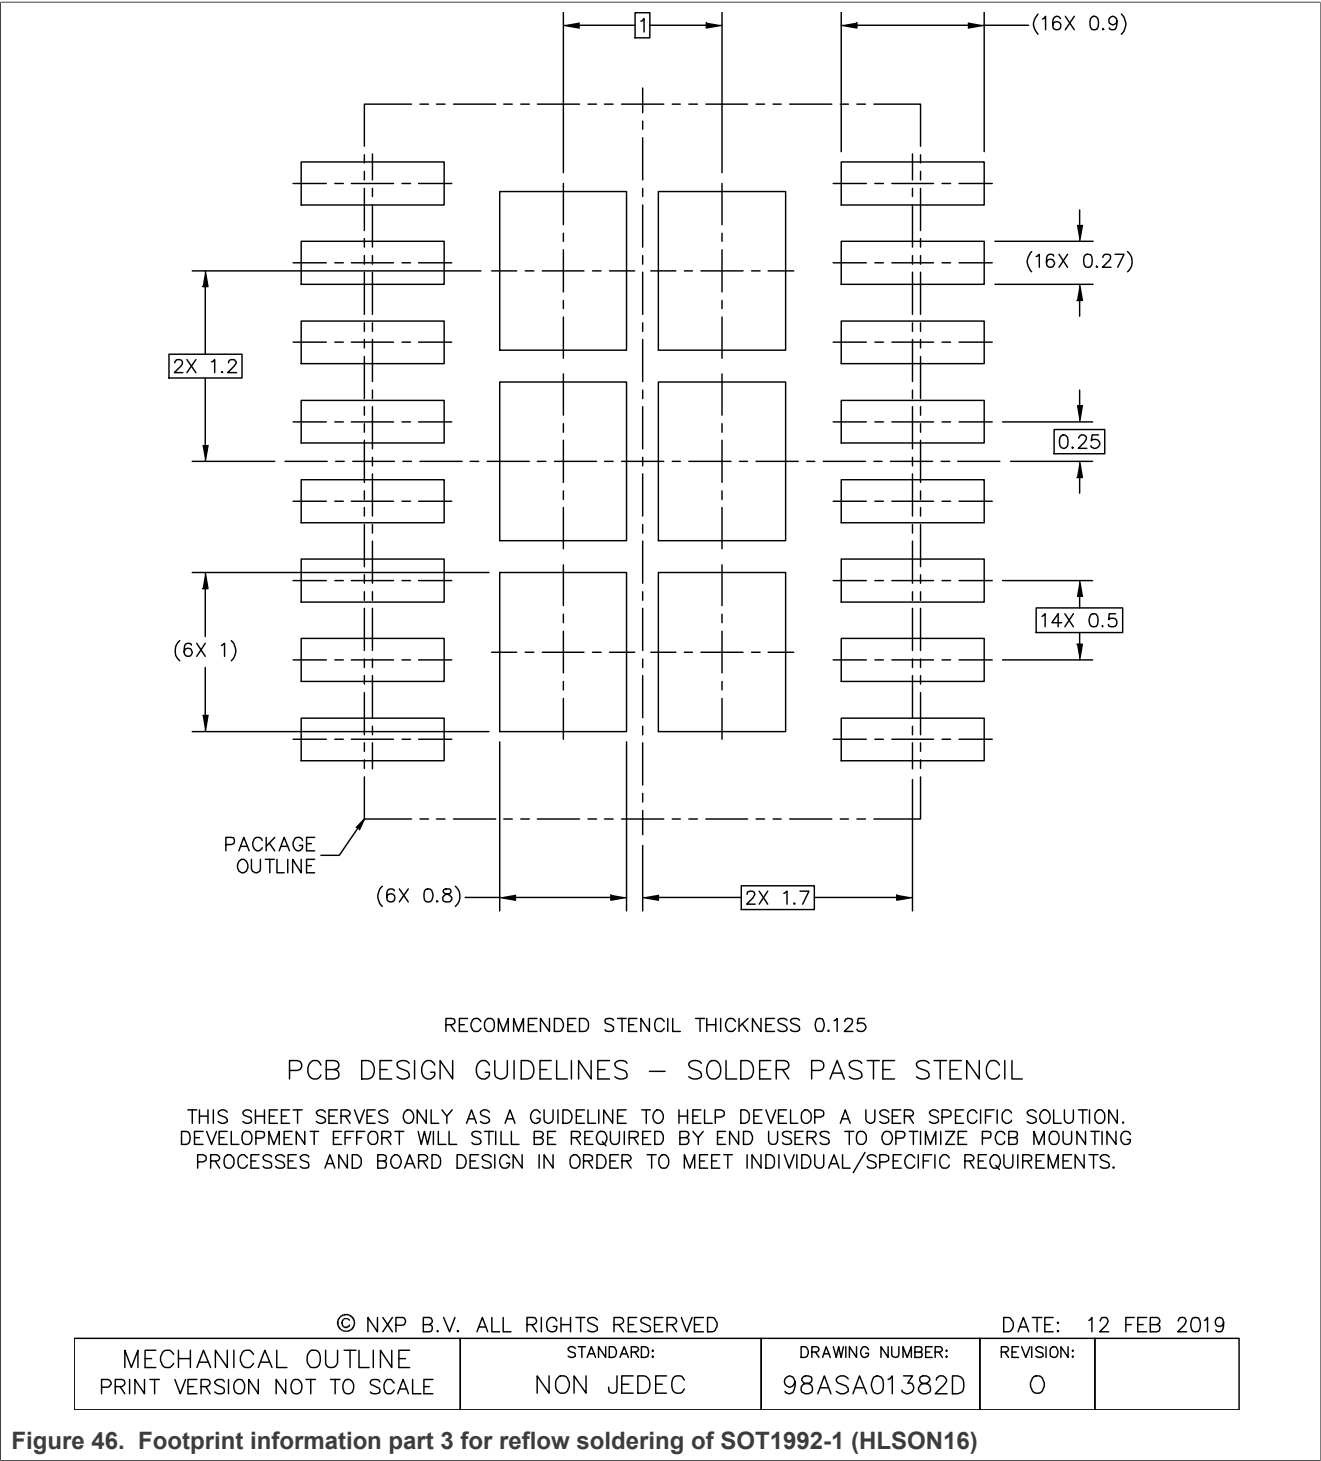 1
(16X 0.9)
(16X 0.27)
2X 1.2
0.25
14X 0.5
(6X 1)
PACKAGE
OUTLINE
(6X 0.8)
2X 1.7
RECOMMENDED STENCIL THICKNESS 0.125
PCB DESIGN GUIDELINES – SOLDER PASTE STENCIL
THIS SHEET SERVES ONLY AS A GUIDELINE TO HELP DEVELOP A USER SPECIFIC SOLUTION.
DEVELOPMENT EFFORT WILL STILL BE REQUIRED BY END USERS TO OPTIMIZE PCB MOUNTING
PROCESSES AND BOARD DESIGN IN ORDER TO MEET INDIVIDUAL/SPECIFIC REQUIREMENTS.
© NXP B.V. ALL RIGHTS RESERVED
DATE: 12 FEB 2019
MECHANICAL OUTLINE
PRINT VERSION NOT TO SCALE
STANDARD:
NON JEDEC
DRAWING NUMBER:
98ASA01382D
REVISION:
O
Figure 46. Footprint information part 3 for reflow soldering of SOT1992-1 (HLSON16)